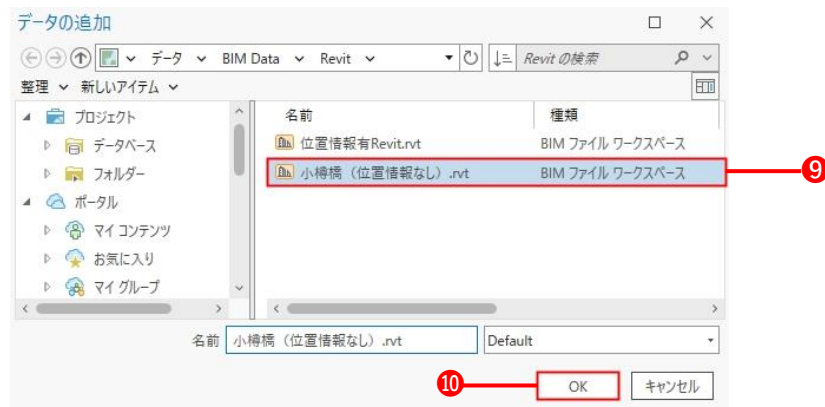 データの追加
データ BIM Data Revit Revit の検索
整理 新しいアイテム
名前 種類
プロジェクト
データベース
フォルダー
ポータル
マイ コンテンツ
お気に入り
マイ グループ
位置情報有Revit.rvt BIM ファイル ワークスペース
小樽橋（位置情報なし）.rvt BIM ファイル ワークスペース
❾
名前 小樽橋（位置情報なし）.rvt Default
❿ OK キャンセル